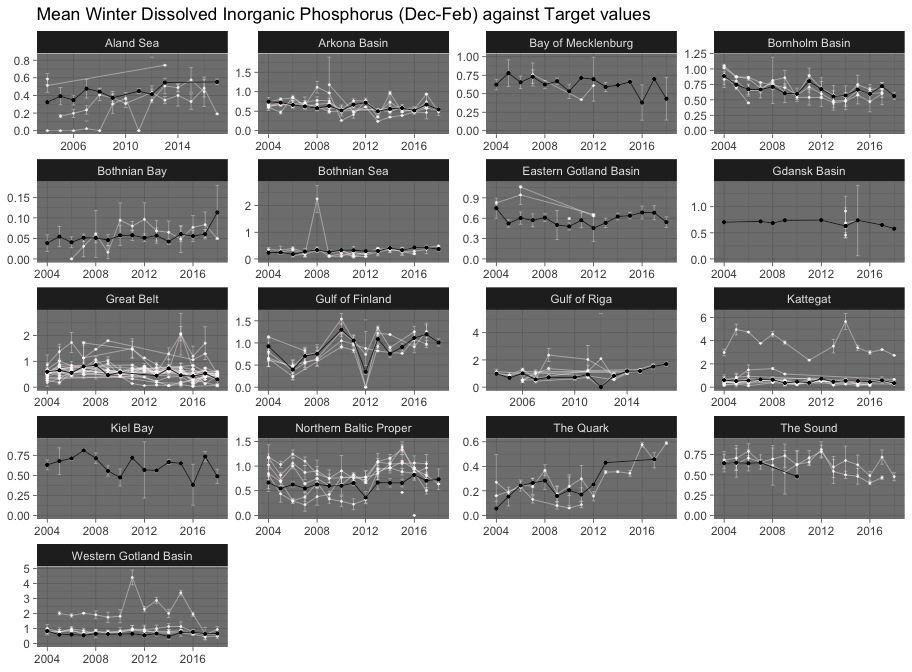 Mean Winter Dissolved Inorganic Phosphorus (Dec-Feb) against Target values
Aland Sea
Arkona Basin
Bay of Mecklenburg
Bornholm Basin
0.8
0.6
0.4
0.2
0.0
1.5
1.0
0.5
0.0
1.00
0.75
0.50
0.25
0.00
1.25
1.00
0.75
0.50
0.25
0.00
2006 2010 2014
2004 2008 2012 2016
2004 2008 2012 2016
2004 2008 2012 2016
Bothnian Bay
Bothnian Sea
Eastern Gotland Basin
Gdansk Basin
0.15
0.10
0.05
0.00
2
1
0
0.9
0.6
0.3
0.0
1.0
0.5
0.0
2004 2008 2012 2016
2004 2008 2012 2016
2004 2008 2012 2016
2004 2008 2012 2016
Great Belt
Gulf of Finland
Gulf of Riga
Kattegat
2
1
0
1.5
1.0
0.5
0.0
4
2
0
6
4
2
0
2004 2008 2012 2016
2004 2008 2012 2016
2006 2010 2014
2004 2008 2012 2016
Kiel Bay
Northern Baltic Proper
The Quark
The Sound
0.75
0.50
0.25
0.00
1.5
1.0
0.5
0.0
0.6
0.4
0.2
0.0
0.75
0.50
0.25
0.00
2004 2008 2012 2016
2004 2008 2012 2016
2004 2008 2012 2016
2004 2008 2012 2016
Western Gotland Basin
5
4
3
2
1
0
2004 2008 2012 2016